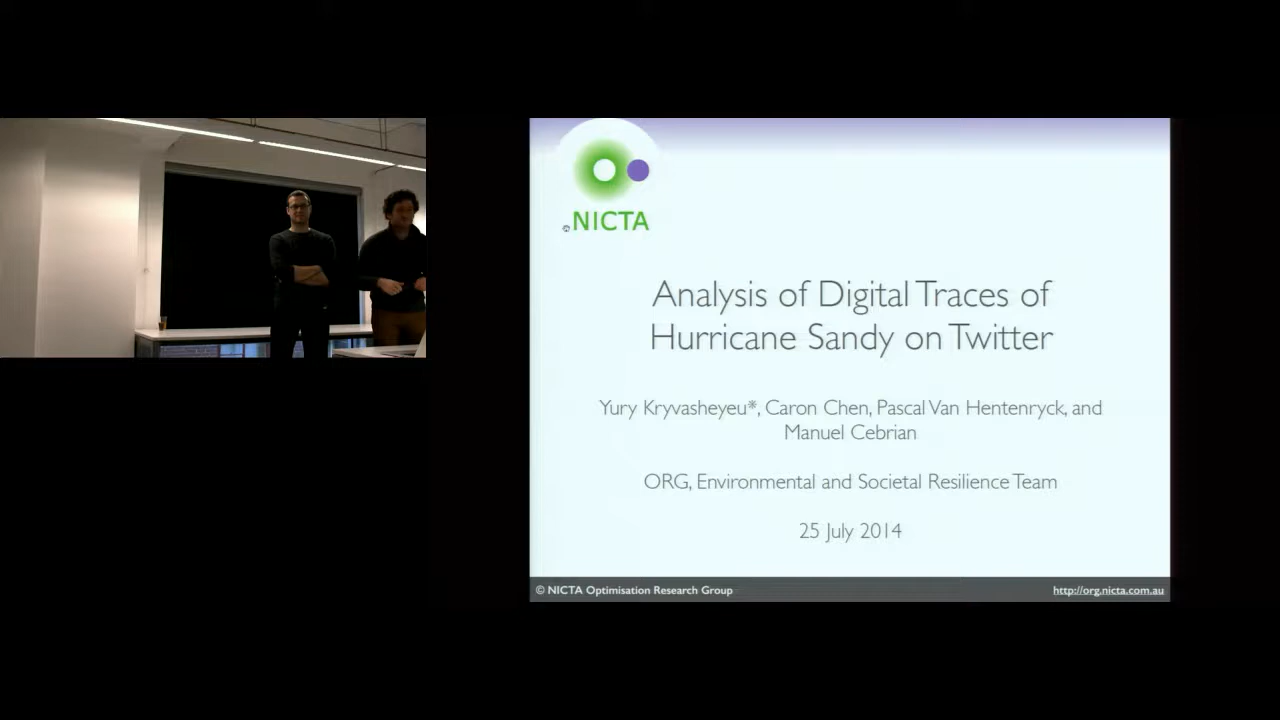 NICTA
Analysis of Digital Traces of
Hurricane Sandy on Twitter
Yury Kryvasheyeu*, Caron Chen, Pascal Van Hentenryck, and
Manuel Cebrian
ORG, Environmental and Societal Resilience Team
25 July 2014
© NICTA Optimisation Research Group
http://org.nicta.com.au